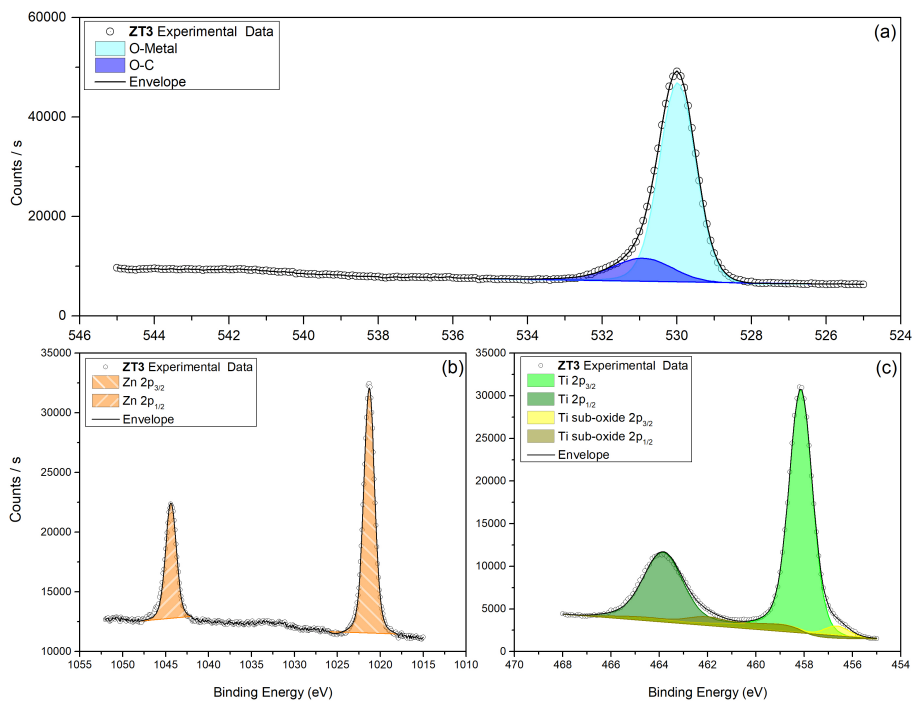 60000
(a)
ZT3 Experimental Data
O-Metal
O-C
Envelope
40000
Counts / s
20000
0
546 544 542 540 538 536 534 532 530 528 526 524
35000
(b)
ZT3 Experimental Data
Zn 2p3/2
Zn 2p1/2
Envelope
30000
25000
Counts / s
20000
15000
10000
1055 1050 1045 1040 1035 1030 1025 1020 1015 1010
Binding Energy (eV)
35000
(c)
ZT3 Experimental Data
Ti 2p3/2
Ti 2p1/2
Ti sub-oxide 2p3/2
Ti sub-oxide 2p1/2
Envelope
30000
25000
20000
15000
10000
5000
0
470 468 466 464 462 460 458 456 454
Binding Energy (eV)